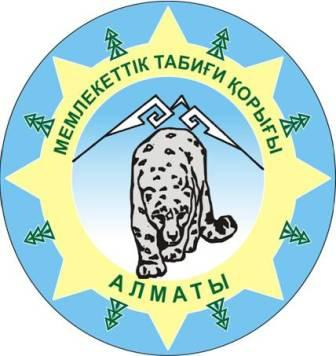 МЕМЛЕКЕТТІК ТАБИҒИ ҚОРЫҒЫ
АЛМАТЫ